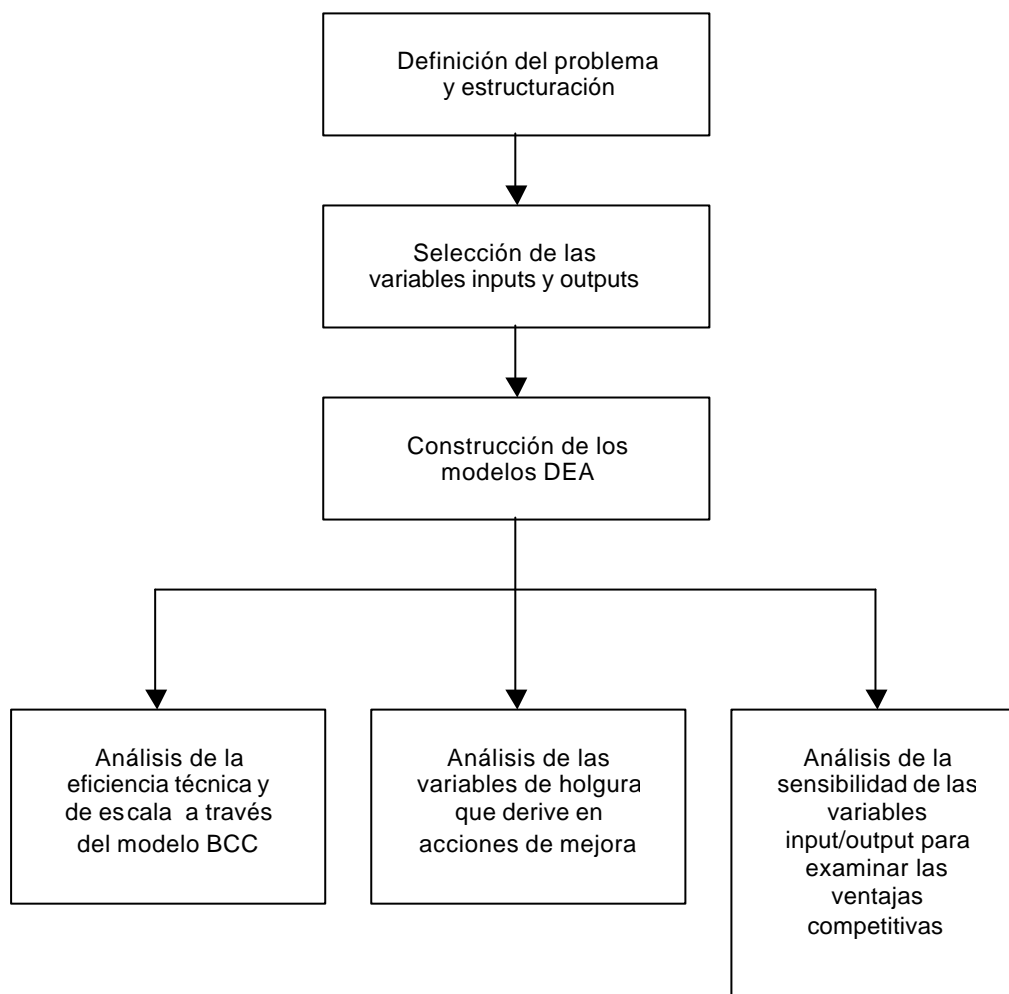 Definición del problema
y estructuración
Selección de las
variables inputs y outputs
Construcción de los
modelos DEA
Análisis de la
eficiencia técnica y
de escala a través
del modelo BCC
Análisis de las
variables de holgura
que derive en
acciones de mejora
Análisis de la
sensibilidad de las
variables
input/output para
examinar las
ventajas
competitivas